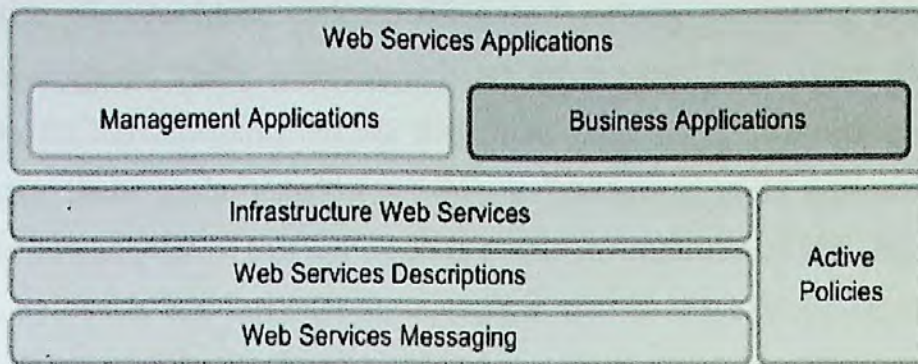 Web Services Applications
Management Applications
Business Applications
Infrastructure Web Services
Web Services Descriptions
Web Services Messaging
Active
Policies